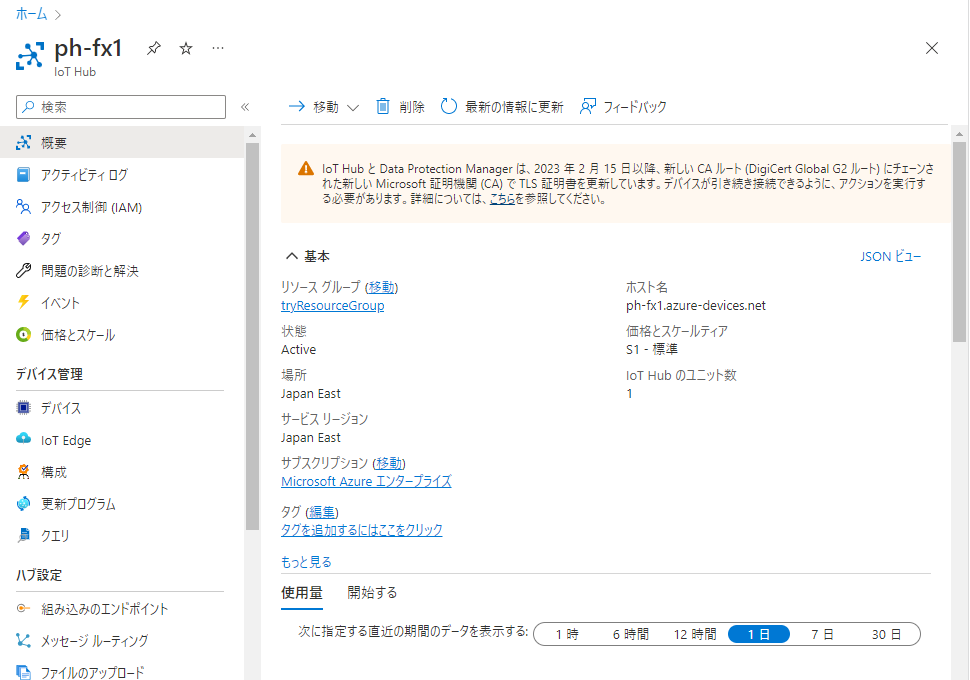 ホーム
ph-fx1
IoT Hub
検索
概要
アクティビティ ログ
アクセス制御 (IAM)
タグ
問題の診断と解決
イベント
価格とスケール
デバイス管理
デバイス
IoT Edge
構成
更新プログラム
クエリ
ハブ設定
組み込みのエンドポイント
メッセージ ルーティング
ファイルのアップロード
移動
削除
最新の情報に更新
フィードバック
IoT Hub と Data Protection Manager は、2023 年 2 月 15 日以降、新しい CA ルート (DigiCert Global G2 ルート) にチェーンさ
れた新しい Microsoft 証明機関 (CA) で TLS 証明書を更新しています。デバイスが引き続き接続できるように、アクションを実行す
る必要があります。詳細については、こちらを参照してください。
基本
JSON ビュー
リソース グループ (移動)
tryResourceGroup
状態
Active
場所
Japan East
サービス リージョン
Japan East
サブスクリプション (移動)
Microsoft Azure エンタープライズ
ホスト名
ph-fx1.azure-devices.net
価格とスケールティア
S1 - 標準
IoT Hub のユニット数
1
タグ (編集)
タグを追加するにはここをクリック
もっと見る
使用量
開始する
次に指定する直近の期間のデータを表示する:
1 時
6 時間
12 時間
1 日
7 日
30 日